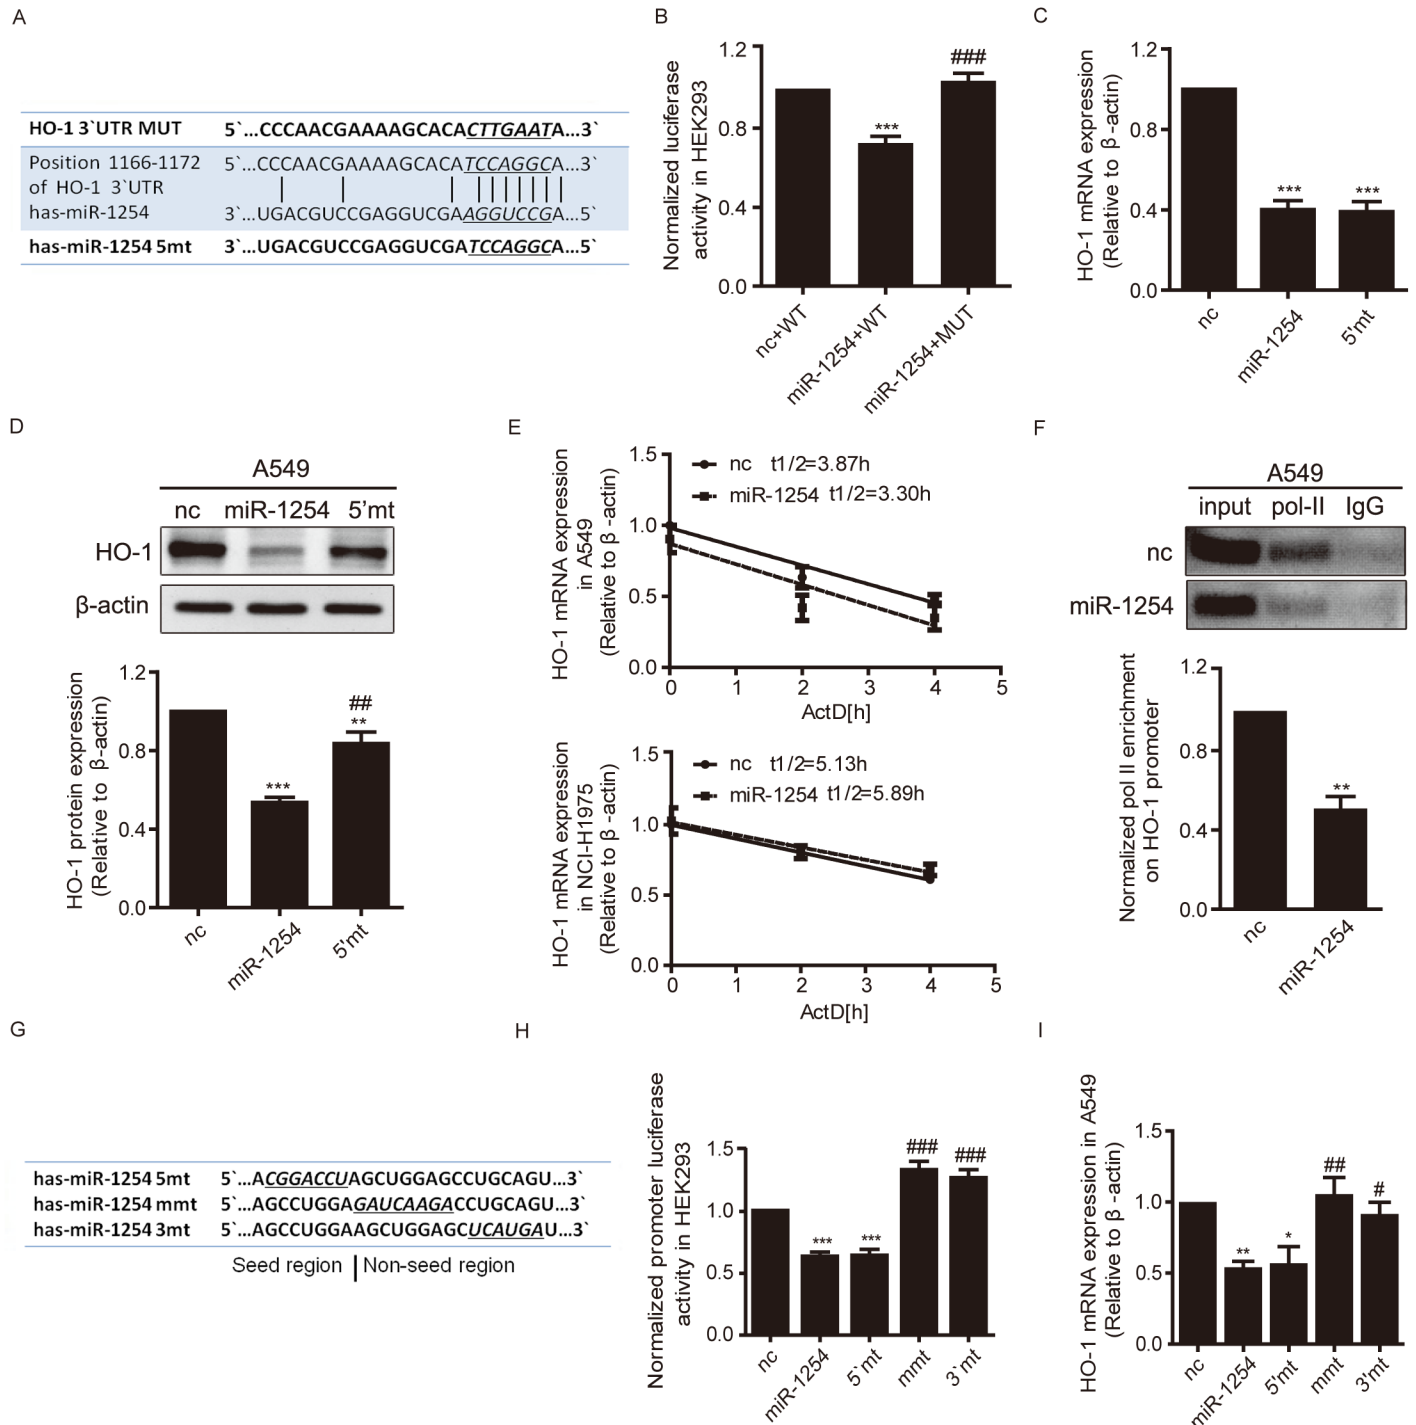 A
HO-1 3`UTR MUT 5`...CCCAACGAAAAGCACACTTGAATA...3`
Position 1166-1172 5`...CCCAACGAAAAGCACATCCAGGCA...3`
of HO-1 3`UTR
has-miR-1254 3`...UGACGUCCGAGGUCGAAGGUCCGA...5`
has-miR-1254 5mt 3`...UGACGUCCGAGGUCGATCCAGGCA...5`
B
Normalized luciferase
activity in HEK293
1.2
0.8
0.4
0.0
***
###
nc+WT
miR-1254+WT
miR-1254+MUT
C
HO-1 mRNA expression
(Relative to β -actin)
1.2
0.8
0.4
0.0
***
***
nc
miR-1254
5'mt
D
A549
nc miR-1254 5'mt
HO-1
β-actin
HO-1 protein expression
(Relative to β-actin)
1.2
0.8
0.4
0.0
***
##
**
nc
miR-1254
5'mt
E
HO-1 mRNA expression
in A549
(Relative to β -actin)
1.5
1.0
0.5
0.0
nc t1/2=3.87h
miR-1254 t1/2=3.30h
0 1 2 3 4 5
ActD[h]
HO-1 mRNA expression
in NCI-H1975
(Relative to β -actin)
1.5
1.0
0.5
0.0
nc t1/2=5.13h
miR-1254 t1/2=5.89h
0 1 2 3 4 5
ActD[h]
F
A549
input pol-II IgG
nc
miR-1254
Normalized pol II enrichment
on HO-1 promoter
1.2
0.8
0.4
0.0
**
nc
miR-1254
G
has-miR-1254 5mt 5`...ACGGACCUAGCUGGAGCCUGCAGU...3`
has-miR-1254 mmt 5`...AGCCUGGAGAUCAAGACCUGCAGU...3`
has-miR-1254 3mt 5`...AGCCUGGAAGCUGGAGCUCAUGAU...3`
Seed region | Non-seed region
H
Normalized promoter luciferase
activity in HEK293
1.5
1.0
0.5
0.0
***
***
###
###
nc
miR-1254
5`mt
mmt
3`mt
I
HO-1 mRNA expression in A549
(Relative to β -actin)
1.5
1.0
0.5
0.0
**
*
##
#
nc
miR-1254
5'mt
mmt
3'mt